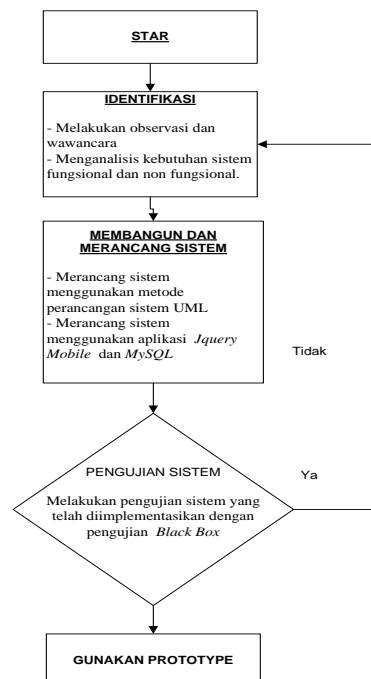 STAR
IDENTIFIKASI
- Melakukan observasi dan
wawancara
- Menganalisis kebutuhan sistem
fungsional dan non fungsional.
MEMBANGUN DAN
MERANCANG SISTEM
- Merancang sistem
menggunakan metode
perancangan sistem UML
- Merancang sistem
menggunakan aplikasi Jquery
Mobile dan MySQL
Tidak
PENGUJIAN SISTEM
Ya
Melakukan pengujian sistem yang
telah diimplementasikan dengan
pengujian Black Box
GUNAKAN PROTOTYPE